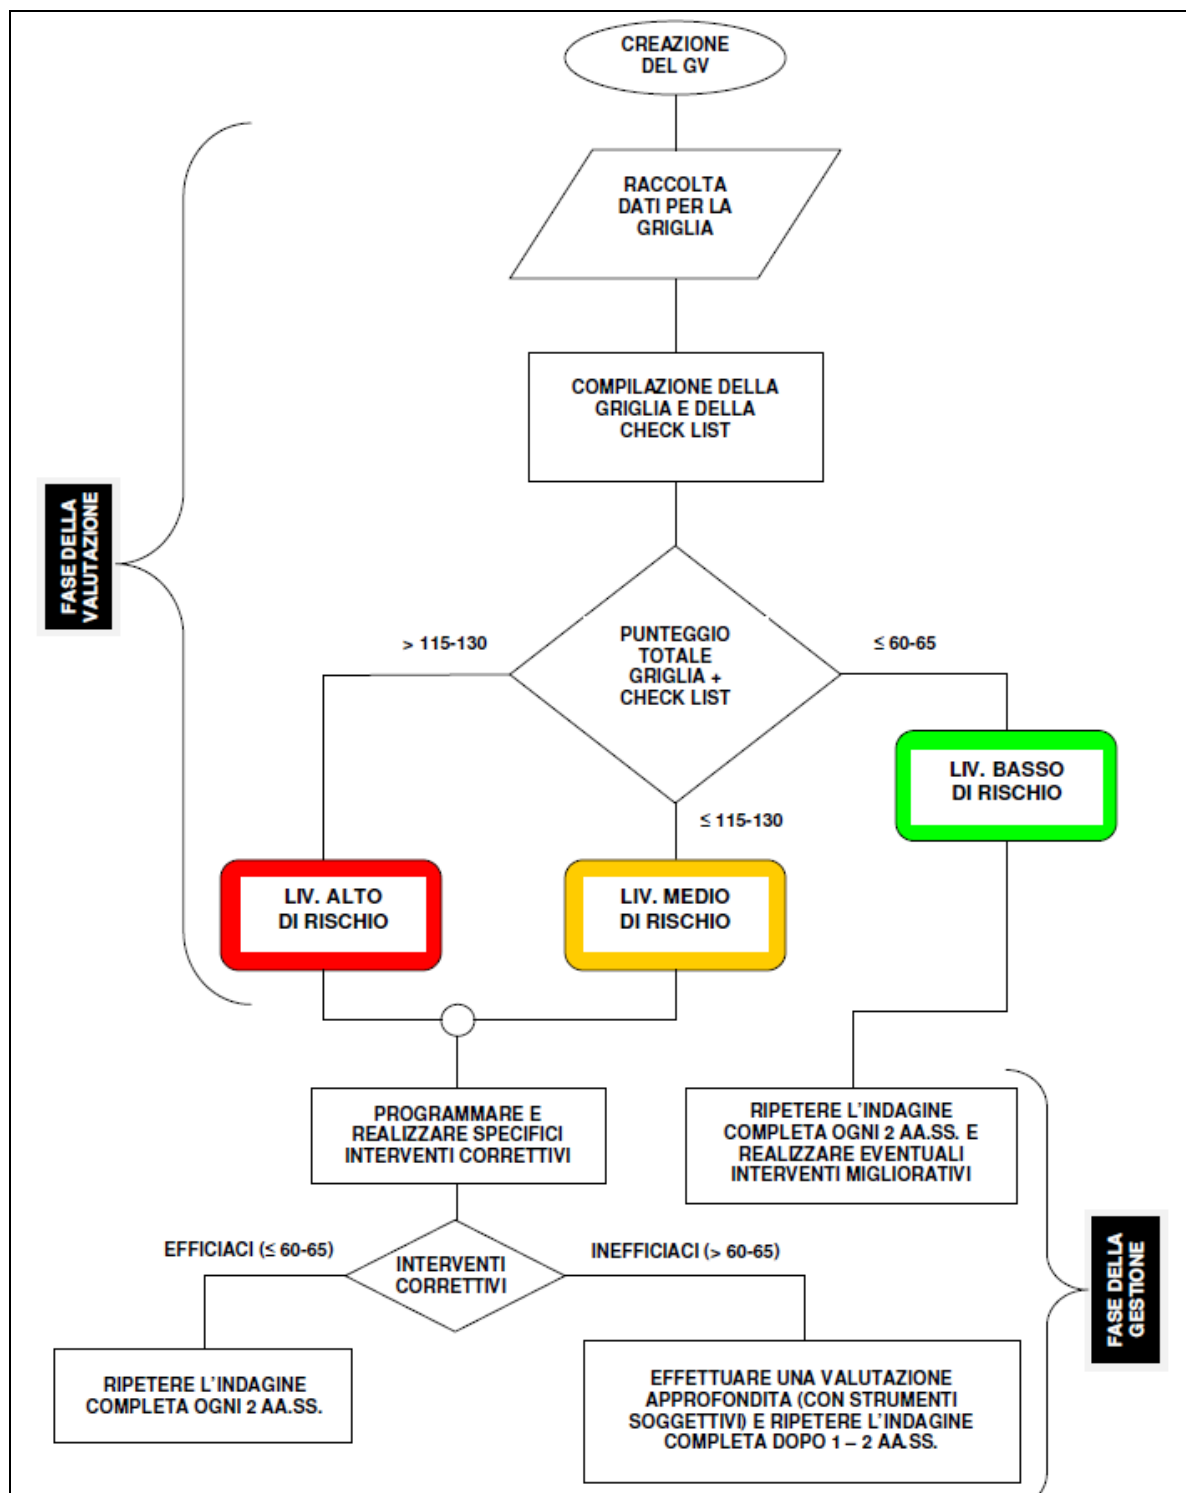 CREAZIONE
DEL GV
RACCOLTA
DATI PER LA
GRIGLIA
COMPILAZIONE DELLA
GRIGLIA E DELLA
CHECK LIST
FASE DELLA
VALUTAZIONE
> 115-130
PUNTEGGIO
TOTALE
GRIGLIA +
CHECK LIST
≤ 60-65
LIV. BASSO
DI RISCHIO
≤ 115-130
LIV. ALTO
DI RISCHIO
LIV. MEDIO
DI RISCHIO
PROGRAMMARE E
REALIZZARE SPECIFICI
INTERVENTI CORRETTIVI
RIPETERE L'INDAGINE
COMPLETA OGNI 2 AA.SS. E
REALIZZARE EVENTUALI
INTERVENTI MIGLIORATIVI
EFFICIACI (≤ 60-65)
INTERVENTI
CORRETTIVI
INEFFICIACI (> 60-65)
FASE DELLA
GESTIONE
RIPETERE L'INDAGINE
COMPLETA OGNI 2 AA.SS.
EFFETTUARE UNA VALUTAZIONE
APPROFONDITA (CON STRUMENTI
SOGGETTIVI) E RIPETERE L'INDAGINE
COMPLETA DOPO 1 – 2 AA.SS.